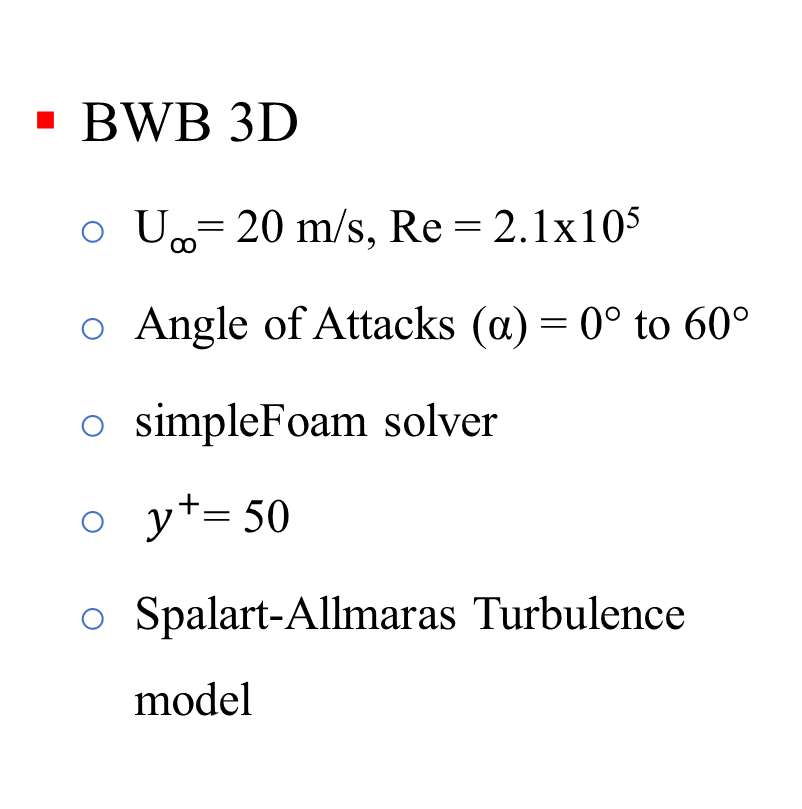 ▪ BWB 3D
○ U∞= 20 m/s, Re = 2.1x10⁵
○ Angle of Attacks (α) = 0° to 60°
○ simpleFoam solver
○ y⁺= 50
○ Spalart-Allmaras Turbulence
model